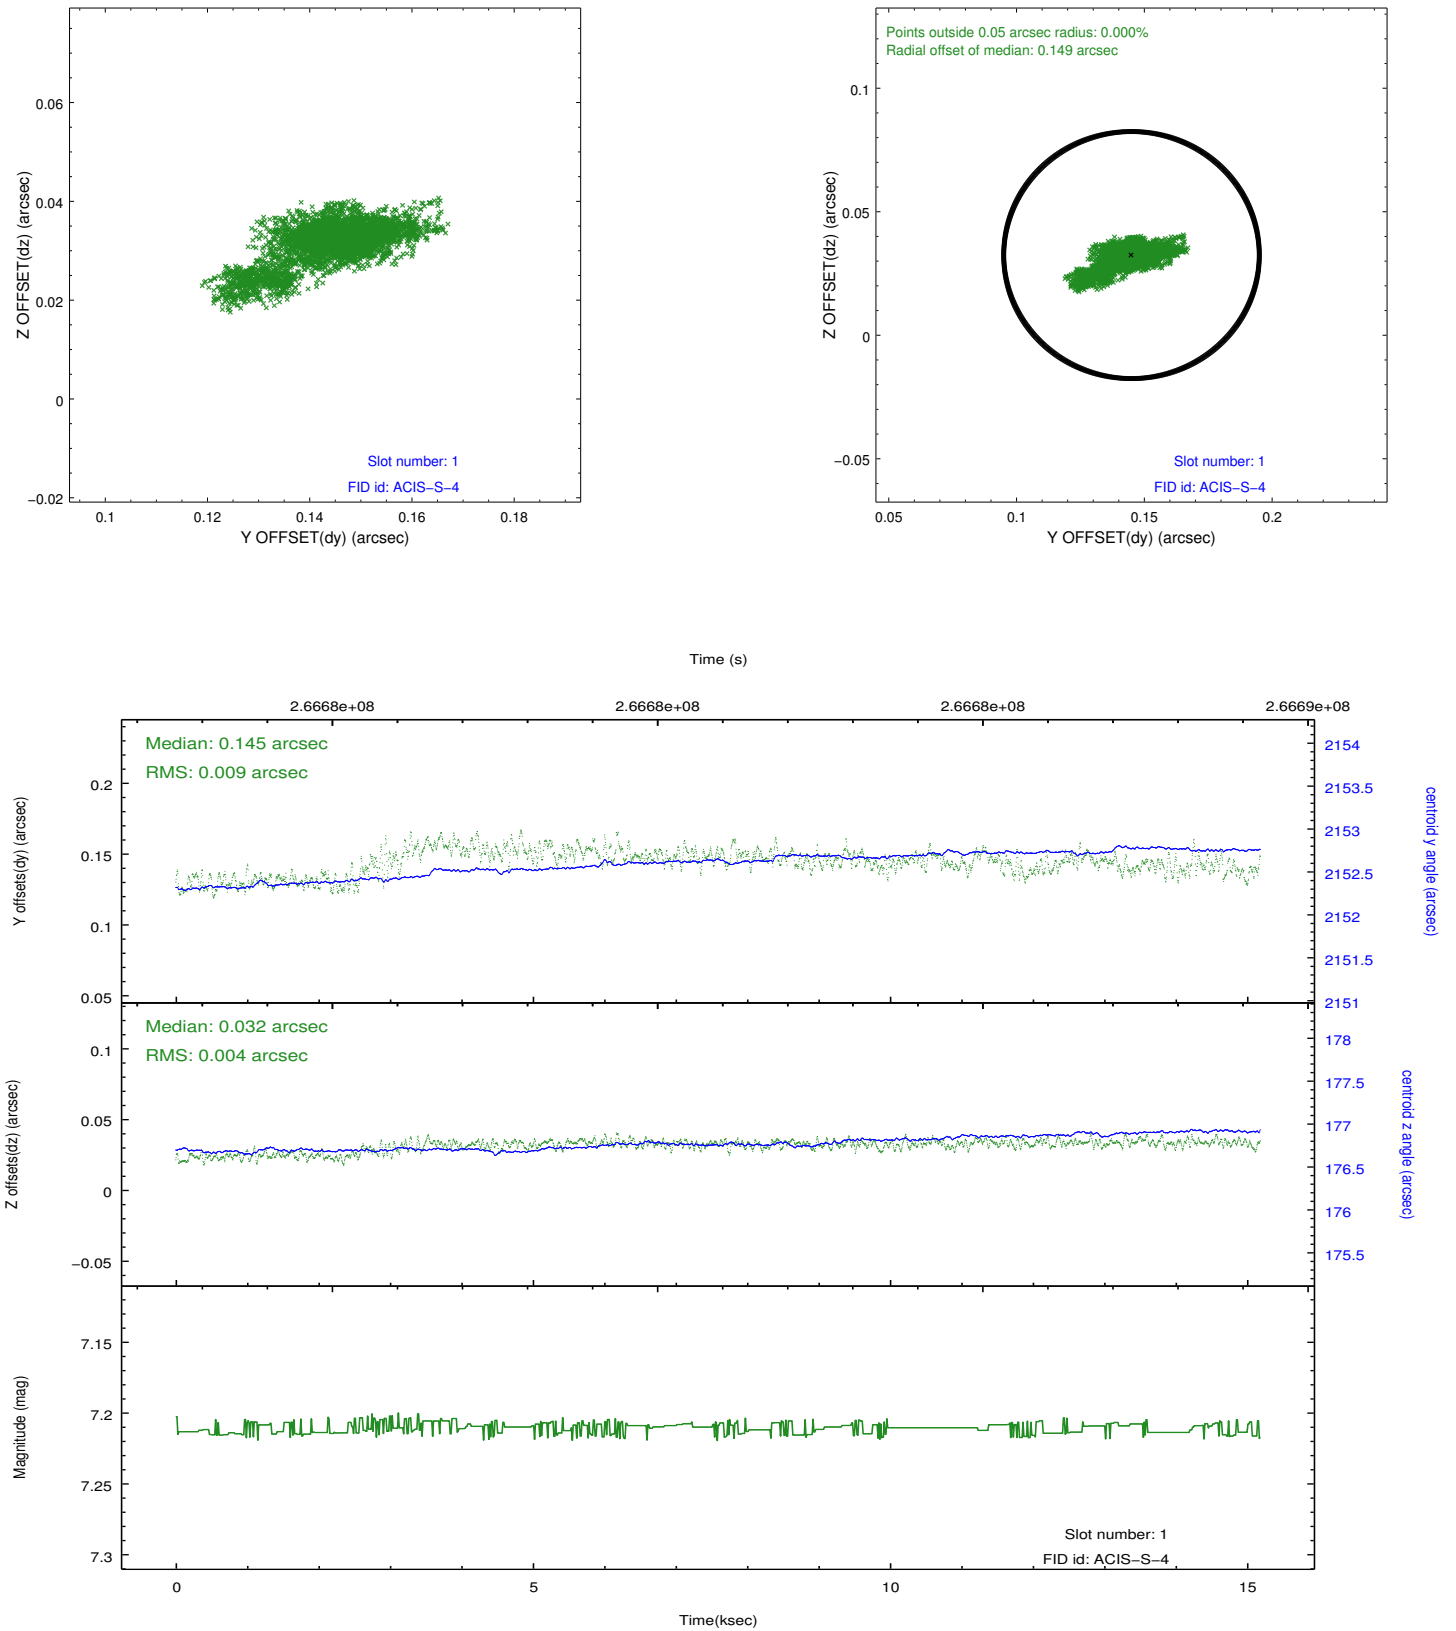 0.06
0.04
0.02
0
−0.02
Z OFFSET(dz) (arcsec)
Slot number: 1
FID id: ACIS−S−4
0.1 0.12 0.14 0.16 0.18
Y OFFSET(dy) (arcsec)
Points outside 0.05 arcsec radius: 0.000%
Radial offset of median: 0.149 arcsec
0.1
0.05
0
−0.05
Z OFFSET(dz) (arcsec)
Slot number: 1
FID id: ACIS−S−4
0.05 0.1 0.15 0.2
Y OFFSET(dy) (arcsec)
Time (s)
2.6668e+08 2.6668e+08 2.6668e+08 2.6669e+08
Median: 0.145 arcsec
RMS: 0.009 arcsec
0.2
0.15
0.1
0.05
Y offsets(dy) (arcsec)
2154
2153.5
2153
2152.5
2152
2151.5
2151
centroid y angle (arcsec)
Median: 0.032 arcsec
RMS: 0.004 arcsec
0.1
0.05
0
−0.05
Z offsets(dz) (arcsec)
178
177.5
177
176.5
176
175.5
centroid z angle (arcsec)
7.15
7.2
7.25
7.3
Magnitude (mag)
Slot number: 1
FID id: ACIS−S−4
0 5 10 15
Time(ksec)